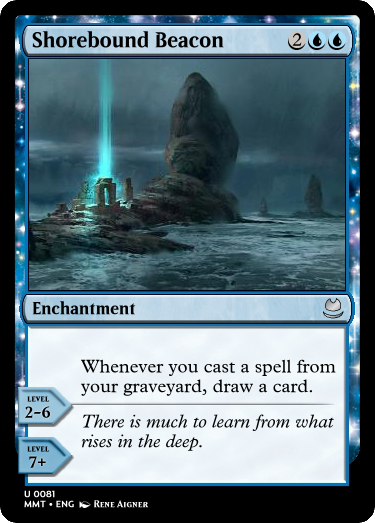 Shorebound Beacon 2
Enchantment
Whenever you cast a spell from
your graveyard, draw a card.
LEVEL
2-6
There is much to learn from what
rises in the deep.
LEVEL
7+
U 0081
MMT • ENG Rene Aigner